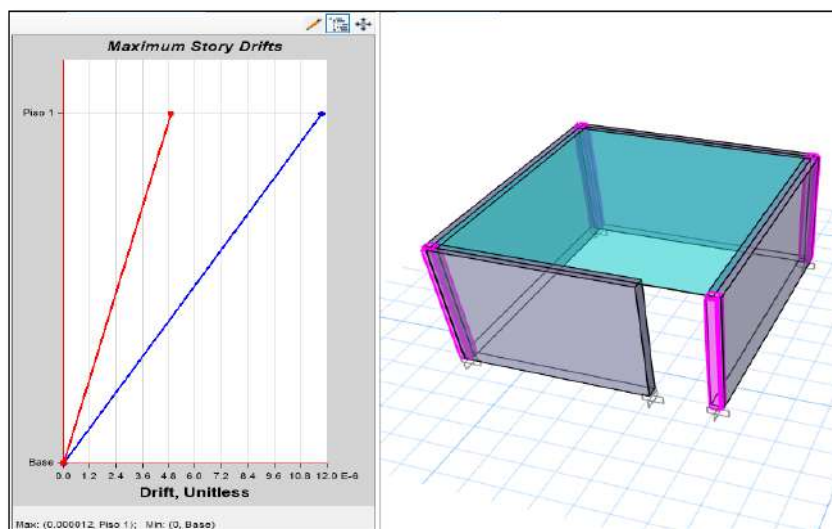 Maximum Story Drifts
Piso 1
Base
0.0 1.2 2.4 3.6 4.8 6.0 7.2 8.4 9.6 10.8 12.0 E-6
Drift, Unitless
Max: (0.000012, Piso 1); Min: (0, Base)